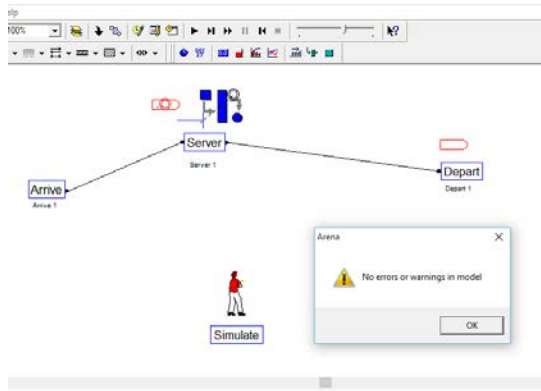 elp
100%
Server
Server 1
Depart
Depart 1
Arrive
Arrive 1
Arena
No errors or warnings in model
OK
Simulate